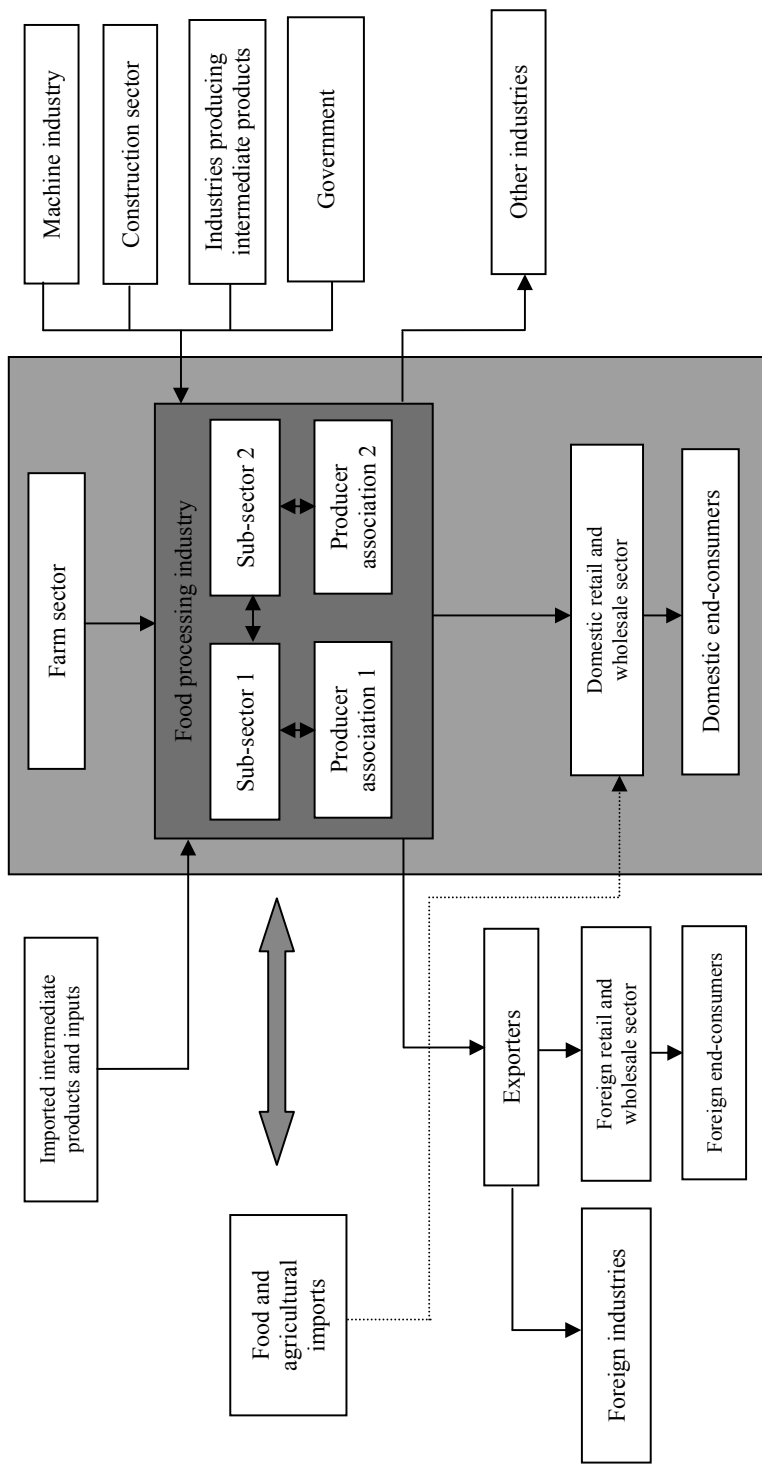 Imported intermediate
products and inputs
Farm sector
Machine industry
Construction sector
Industries producing
intermediate products
Government
Food processing industry
Sub-sector 1
Sub-sector 2
Producer
association 1
Producer
association 2
Food and
agricultural
imports
Exporters
Other industries
Foreign industries
Foreign retail and
wholesale sector
Domestic retail and
wholesale sector
Foreign end-consumers
Domestic end-consumers